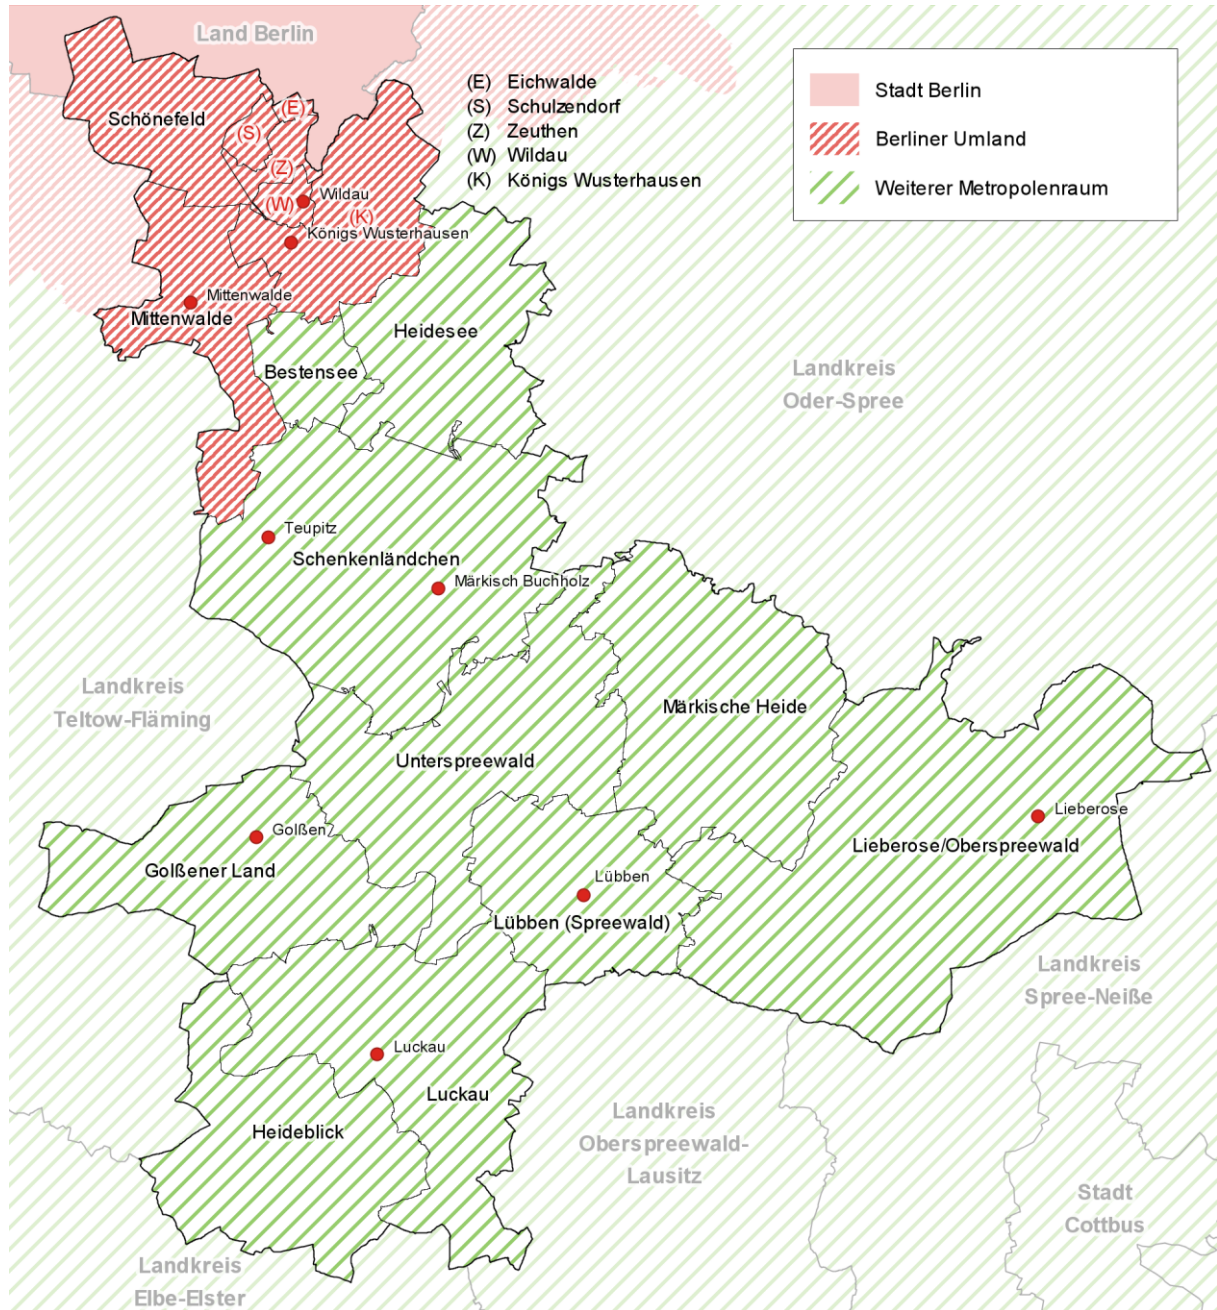 Land Berlin
Schönefeld
(E)
(S)
(Z)
(W)
(K)
Wildau
Königs Wusterhausen
Mittenwalde
Mittenwalde
(E) Eichwalde
(S) Schulzendorf
(Z) Zeuthen
(W) Wildau
(K) Königs Wusterhausen
Stadt Berlin
Berliner Umland
Weiterer Metropolenraum
Heidesee
Bestensee
Landkreis
Oder-Spree
Teupitz
Schenkenländchen
Märkisch Buchholz
Landkreis
Teltow-Fläming
Märkische Heide
Unterspreewald
Golßen
Golßener Land
Lieberose
Lieberose/Oberspreewald
Lübben
Lübben (Spreewald)
Landkreis
Spree-Neiße
Luckau
Luckau
Heideblick
Landkreis
Oberspreewald-
Lausitz
Stadt
Cottbus
Landkreis
Elbe-Elster